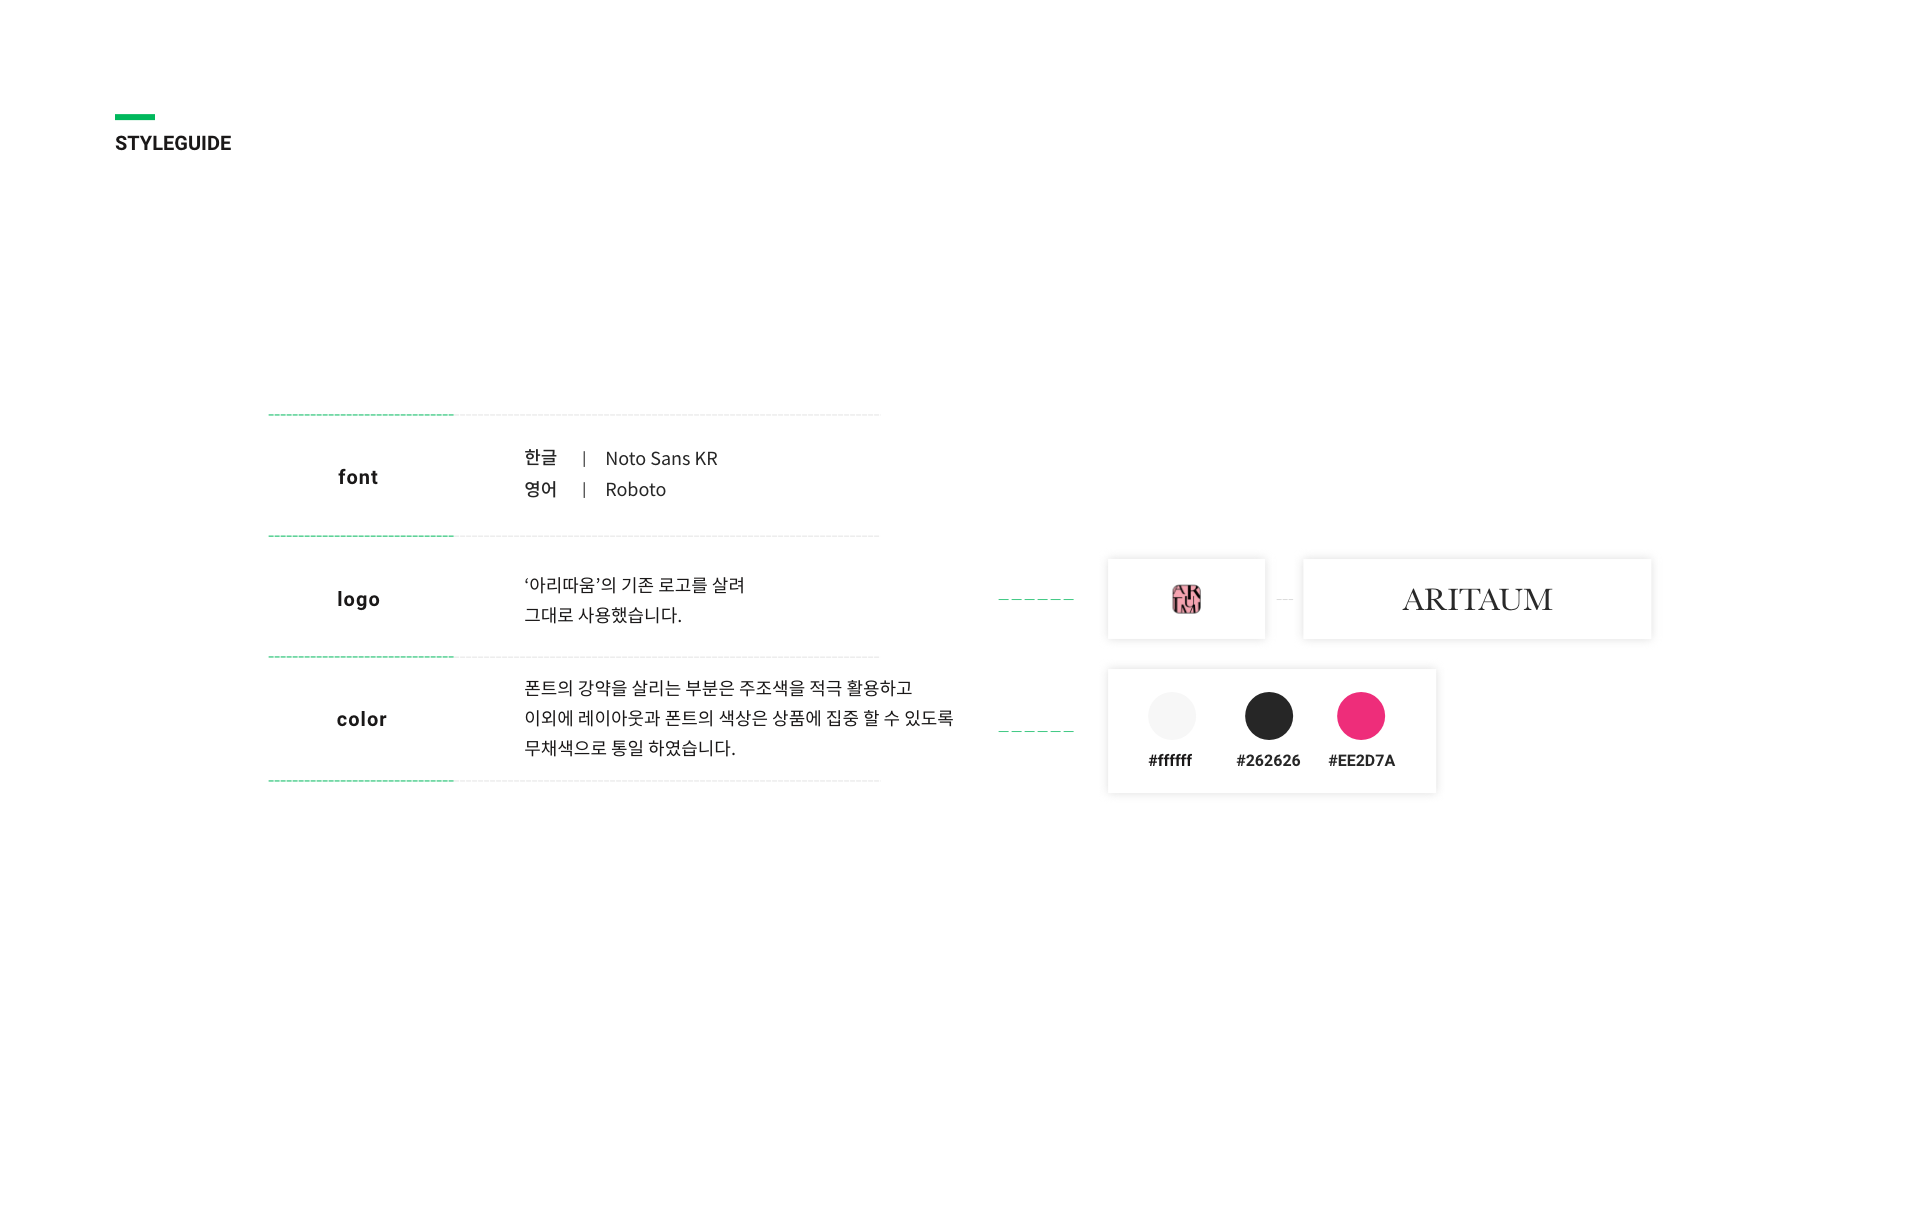 STYLEGUIDE
font
한글 | Noto Sans KR
영어 | Roboto
logo
‘아리따움’의 기존 로고를 살려
그대로 사용했습니다.
ARITAUM
ARITAUM
color
폰트의 강약을 살리는 부분은 주조색을 적극 활용하고
이외에 레이아웃과 폰트의 색상은 상품에 집중 할 수 있도록
무채색으로 통일 하였습니다.
#ffffff #262626 #EE2D7A